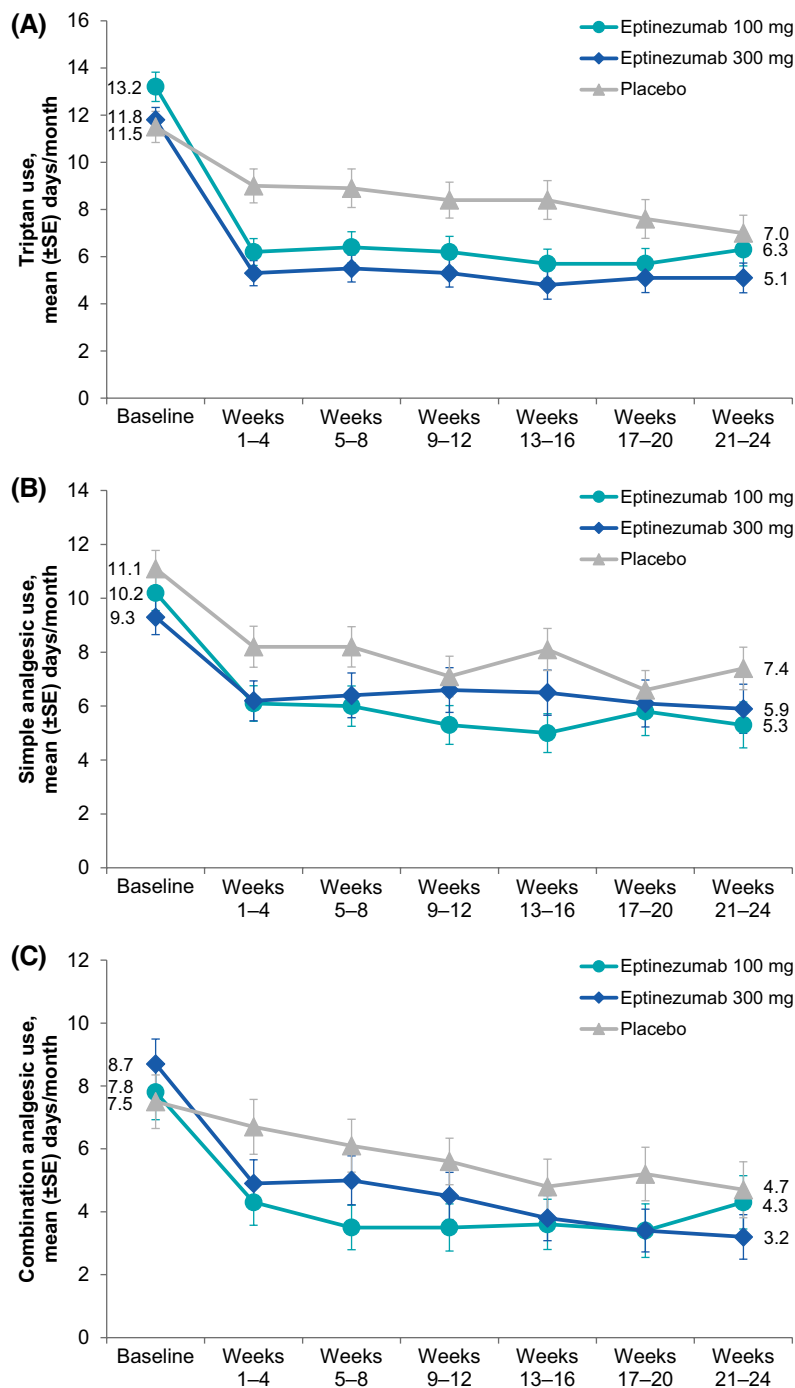 (A)
Triptan use,
mean (±SE) days/month
16
14
12
10
8
6
4
2
0
Eptinezumab 100 mg
Eptinezumab 300 mg
Placebo
13.2
11.8
11.5
7.0
6.3
5.1
Baseline Weeks Weeks Weeks Weeks Weeks Weeks
1–4 5–8 9–12 13–16 17–20 21–24
(B)
Simple analgesic use,
mean (±SE) days/month
14
12
10
8
6
4
2
0
Eptinezumab 100 mg
Eptinezumab 300 mg
Placebo
11.1
10.2
9.3
7.4
5.9
5.3
Baseline Weeks Weeks Weeks Weeks Weeks Weeks
1–4 5–8 9–12 13–16 17–20 21–24
(C)
Combination analgesic use,
mean (±SE) days/month
12
10
8
6
4
2
0
Eptinezumab 100 mg
Eptinezumab 300 mg
Placebo
8.7
7.8
7.5
4.7
4.3
3.2
Baseline Weeks Weeks Weeks Weeks Weeks Weeks
1–4 5–8 9–12 13–16 17–20 21–24